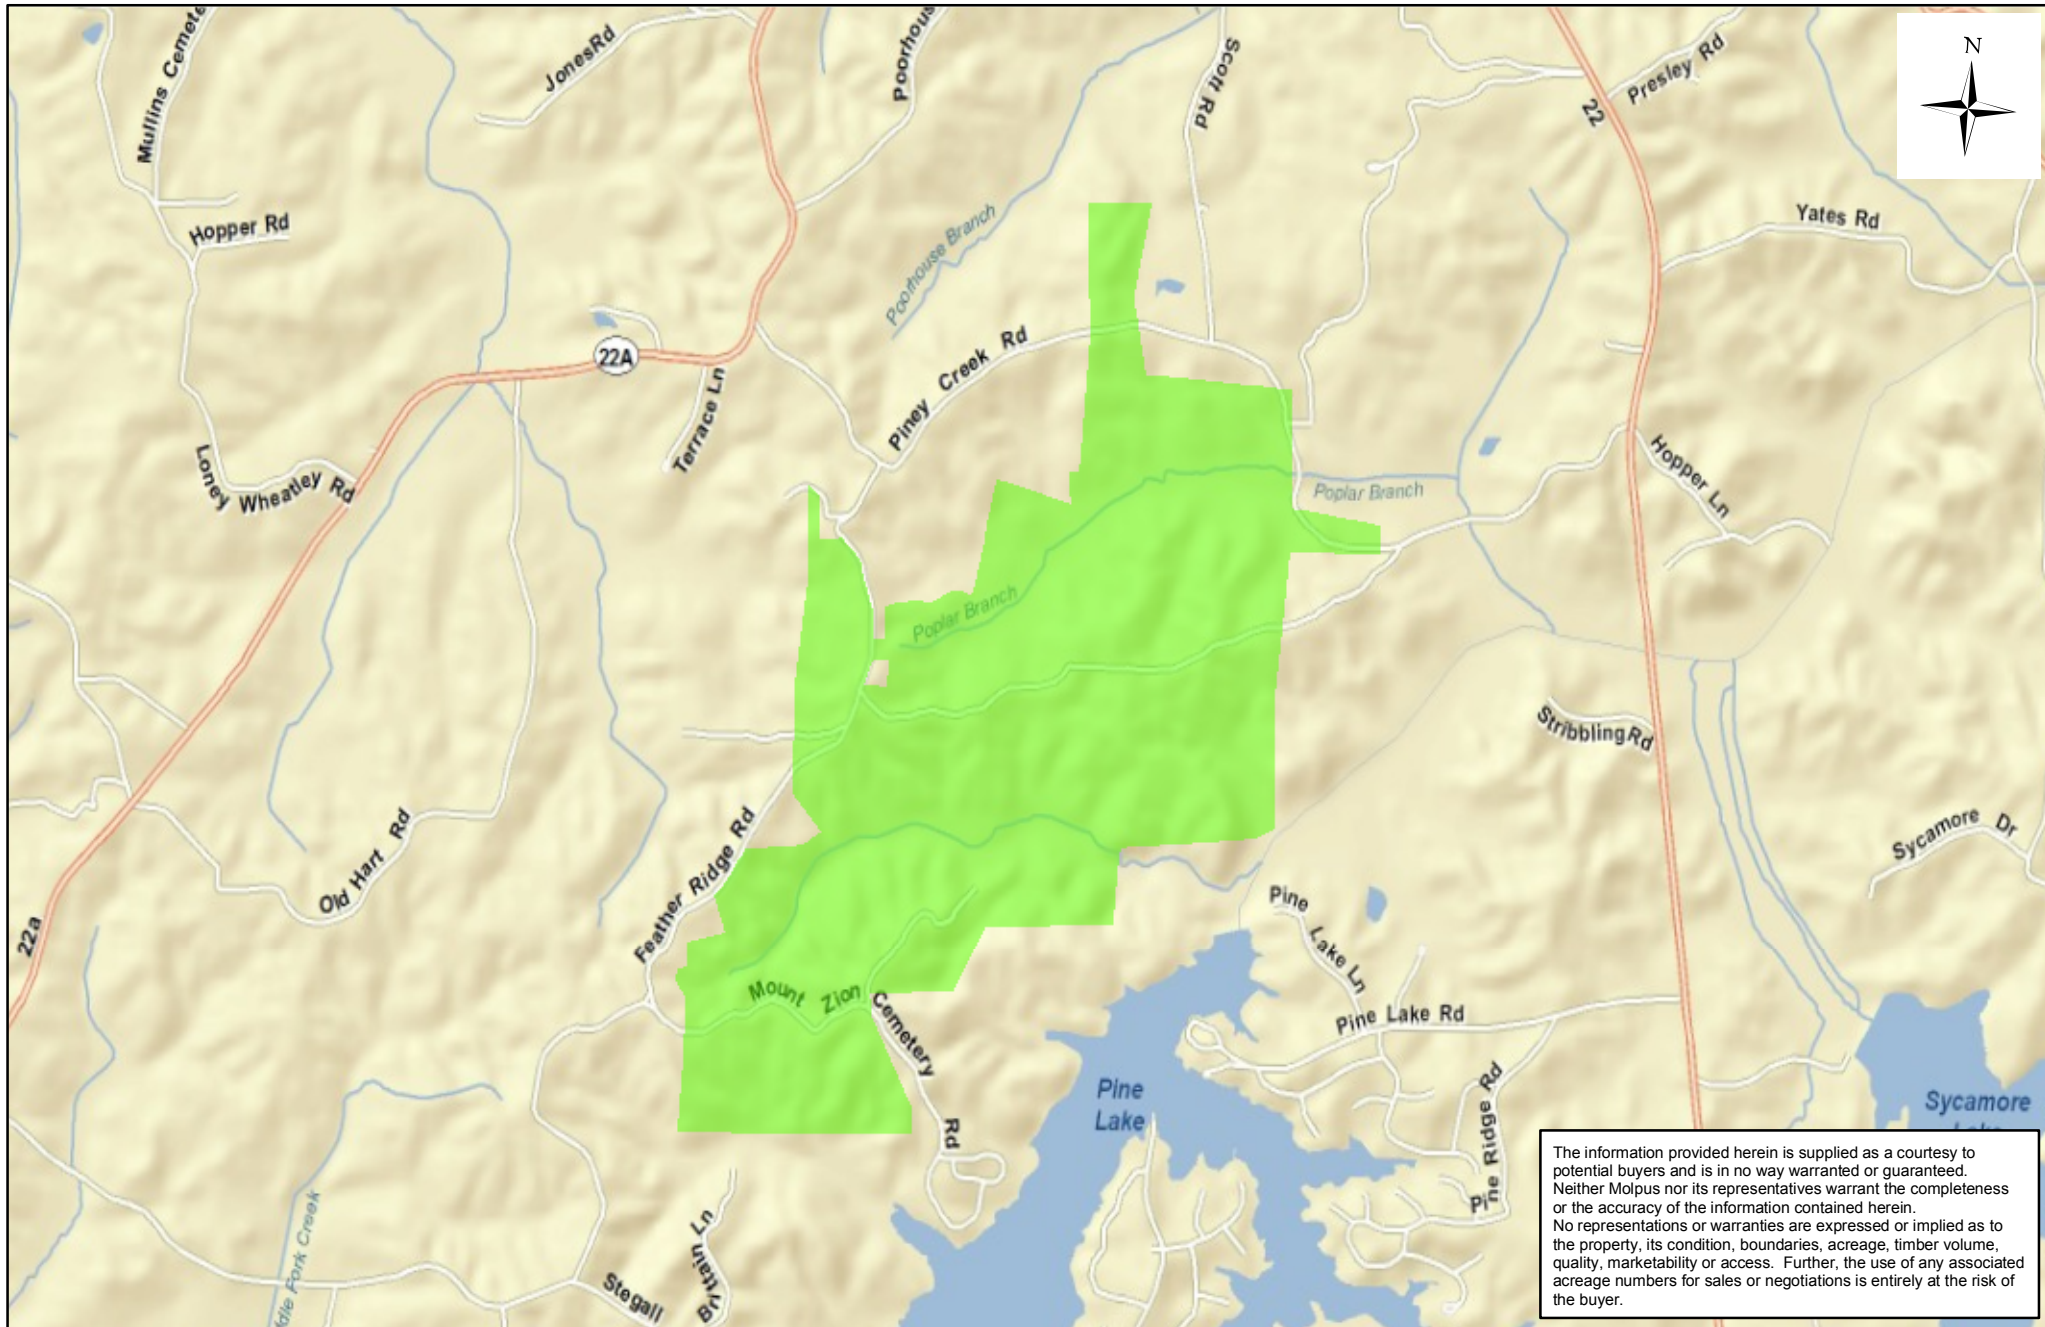 N
Mullins Cemete
Jones Rd
Poorhous
Scott Rd
22
Presley Rd
Hopper Rd
Yates Rd
Poorhouse Branch
22A
Terrace Ln
Piney Creek Rd
Loney Wheatley Rd
Hopper Ln
Poplar Branch
Poplar Branch
Stribbling Rd
Old Hart Rd
Feather Ridge Rd
Sycamore Dr
22a
Pine Lake Ln
Mount Zion Cemetery Rd
Pine Lake Rd
Pine
Lake
Pine Ridge Rd
Sycamore
Lake
ddle Fork Creek
Brittain Ln
Stegall
The information provided herein is supplied as a courtesy to
potential buyers and is in no way warranted or guaranteed.
Neither Molpus nor its representatives warrant the completeness
or the accuracy of the information contained herein.
No representations or warranties are expressed or implied as to
the property, its condition, boundaries, acreage, timber volume,
quality, marketability or access.  Further, the use of any associated
acreage numbers for sales or negotiations is entirely at the risk of
the buyer.